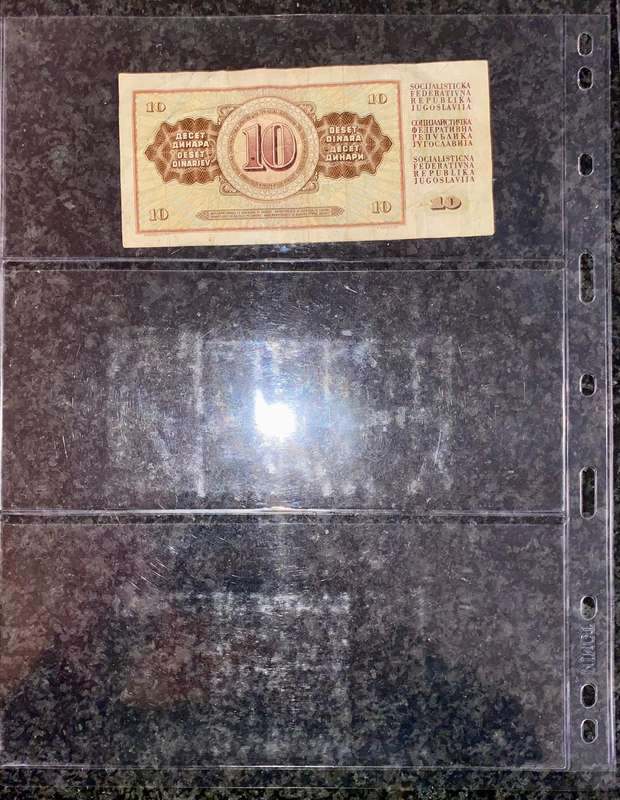 10
10
ДЕСЕТ
ДИНАРА
DESET
DINARJEV
10
DESET
DINARA
ДЕСЕТ
ДИНАРИ
10
10
SOCIJALISTIČKA
FEDERATIVNA
REPUBLIKA
JUGOSLAVIJA
СОЦИЈАЛИСТИЧКА
ФЕДЕРАТИВНА
РЕПУБЛИКА
ЈУГОСЛАВИЈА
SOCIALISTIČNA
FEDERATIVNA
REPUBLIKA
JUGOSLAVIJA
10